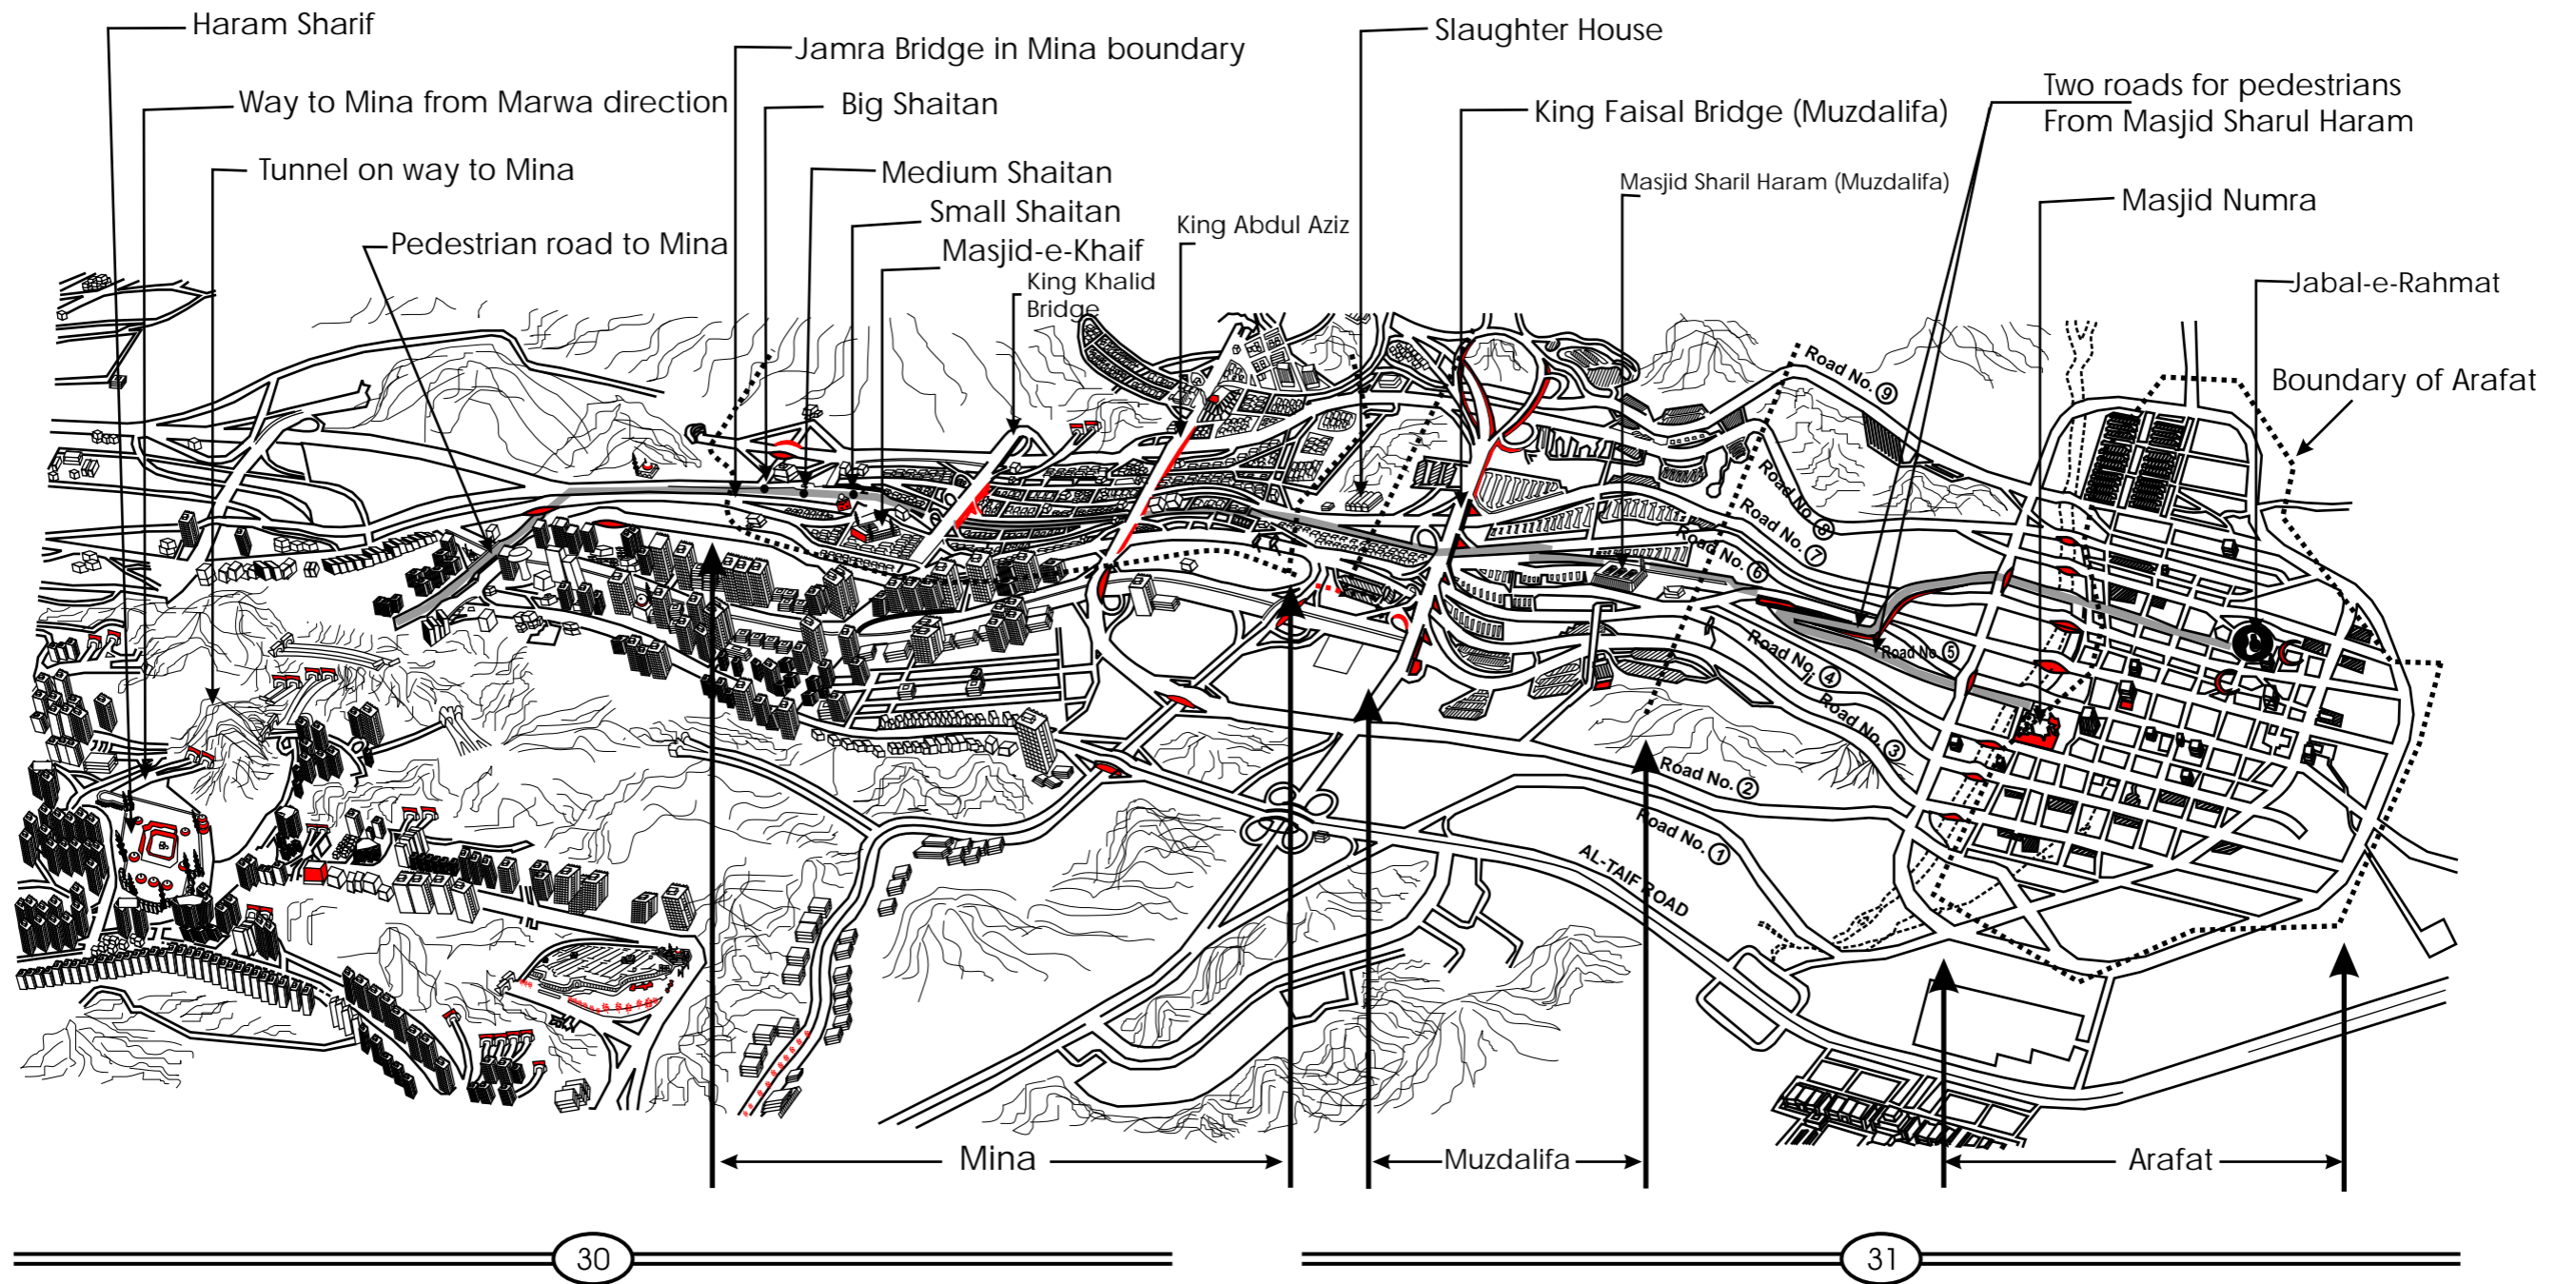 Haram Sharif
Jamra Bridge in Mina boundary
Slaughter House
Way to Mina from Marwa direction
Big Shaitan
King Faisal Bridge (Muzdalifa)
Two roads for pedestrians
From Masjid Sharul Haram
Tunnel on way to Mina
Medium Shaitan
Masjid Sharil Haram (Muzdalifa)
Masjid Numra
Small Shaitan
King Abdul Aziz
Pedestrian road to Mina
Masjid-e-Khaif
King Khalid
Bridge
Jabal-e-Rahmat
Boundary of Arafat
Road No. 9
Road No. 8
Road No. 7
Road No. 6
Road No. 5
Road No. 4
Road No. 3
Road No. 2
Road No. 1
AL-TAIF ROAD
Mina
Muzdalifa
Arafat
30
31